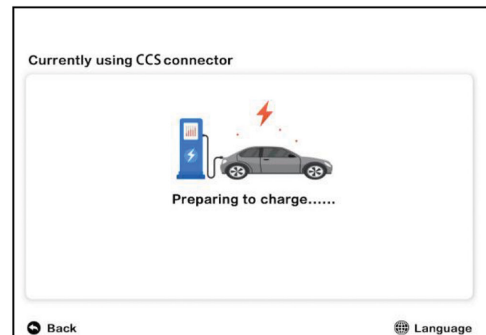 Currently using CCS connector
Preparing to charge......
Back
Language